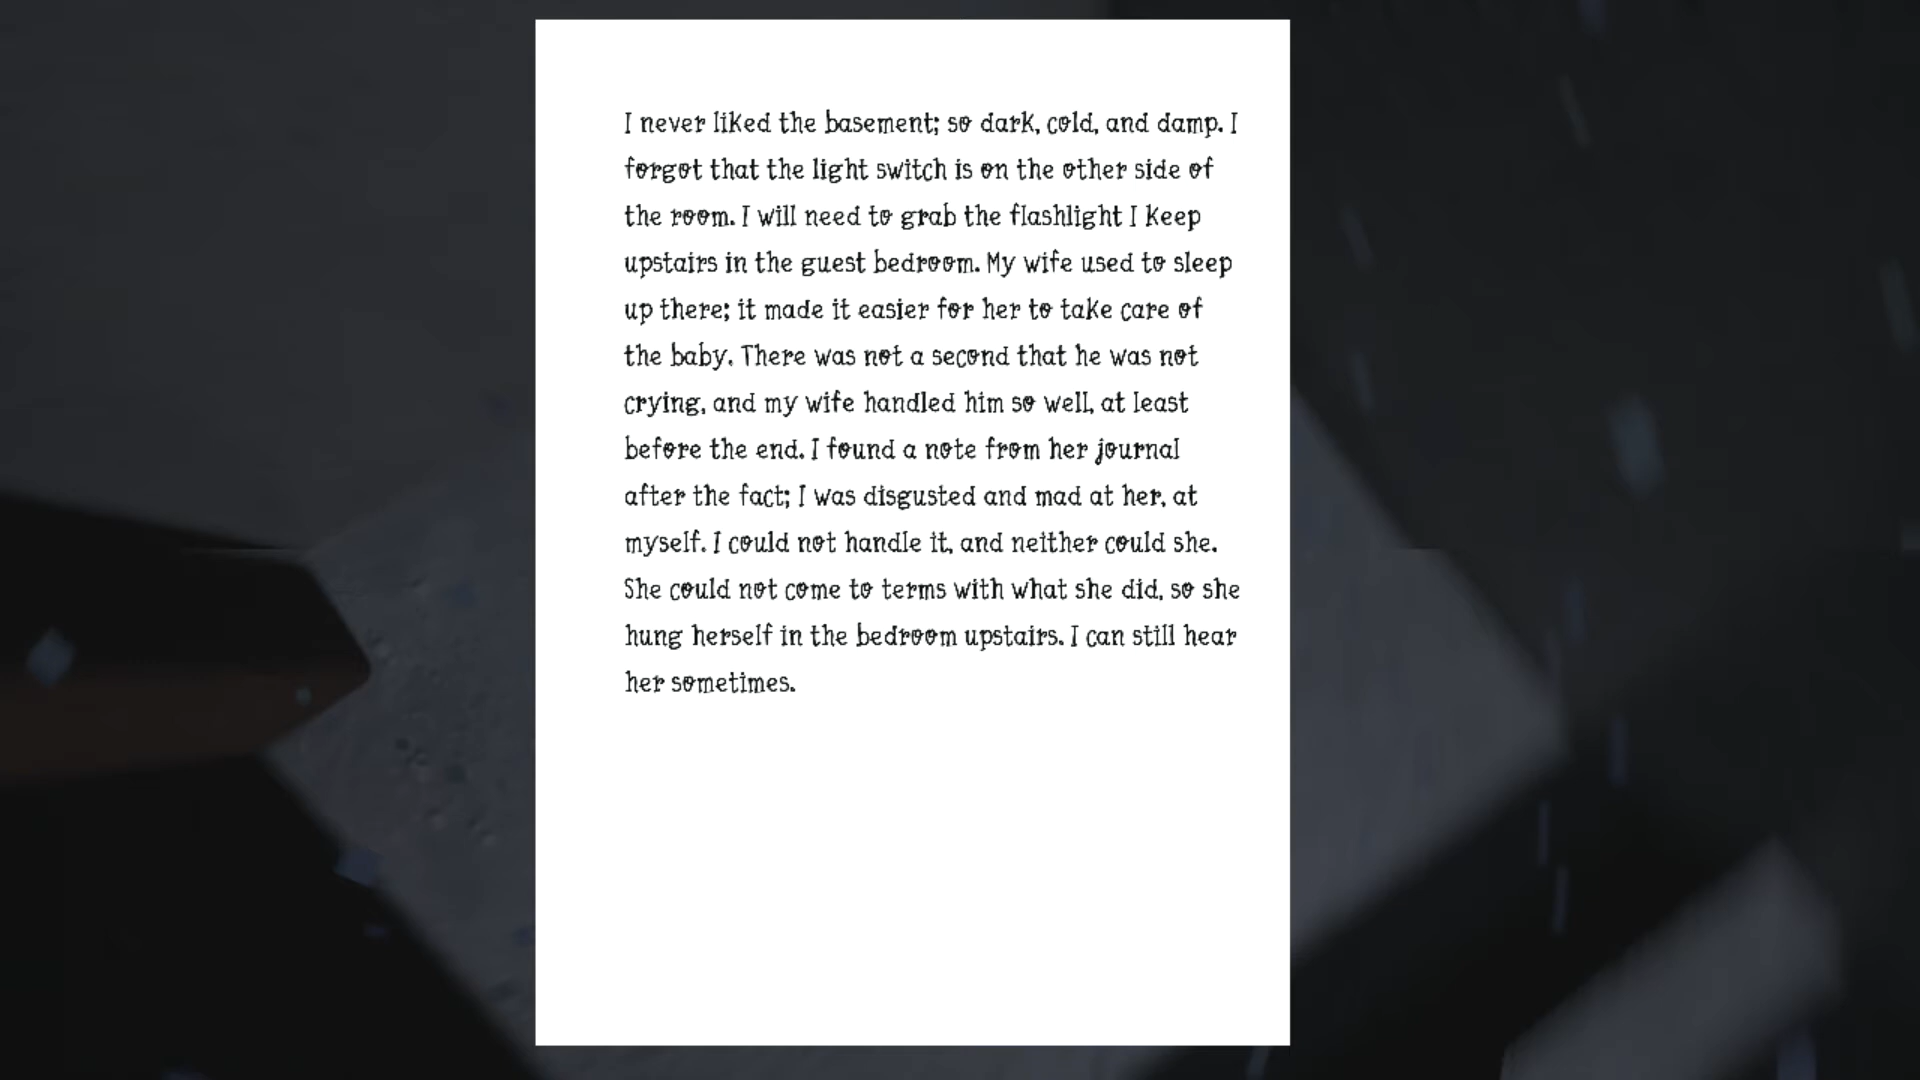 I never liked the basement; so dark, cold, and damp. I
forgot that the light switch is on the other side of
the room. I will need to grab the flashlight I keep
upstairs in the guest bedroom. My wife used to sleep
up there; it made it easier for her to take care of
the baby. There was not a second that he was not
crying, and my wife handled him so well, at least
before the end. I found a note from her journal
after the fact; I was disgusted and mad at her, at
myself. I could not handle it, and neither could she.
She could not come to terms with what she did, so she
hung herself in the bedroom upstairs. I can still hear
her sometimes.